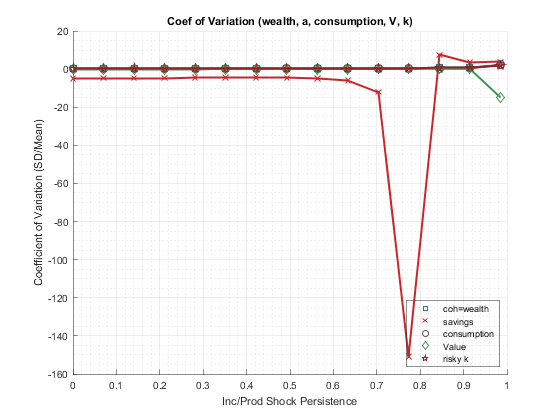 Coef of Variation (wealth, a, consumption, V, k)
20
0
-20
-40
-60
-80
-100
-120
-140
-160
Coefficient of Variation (SD/Mean)
coh=wealth
savings
consumption
Value
risky k
0 0.1 0.2 0.3 0.4 0.5 0.6 0.7 0.8 0.9 1
Inc/Prod Shock Persistence